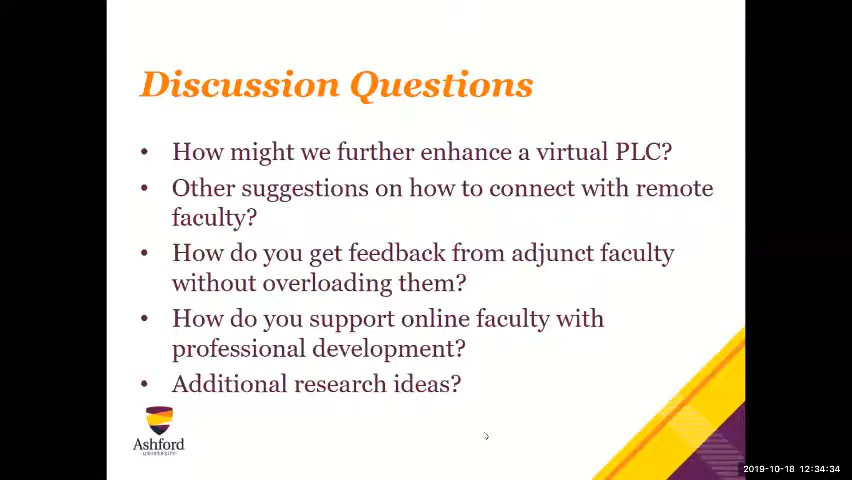 Discussion Questions
• How might we further enhance a virtual PLC?
• Other suggestions on how to connect with remote
faculty?
• How do you get feedback from adjunct faculty
without overloading them?
• How do you support online faculty with
professional development?
• Additional research ideas?
Ashford
UNIVERSITY
2019-10-18 12:34:34